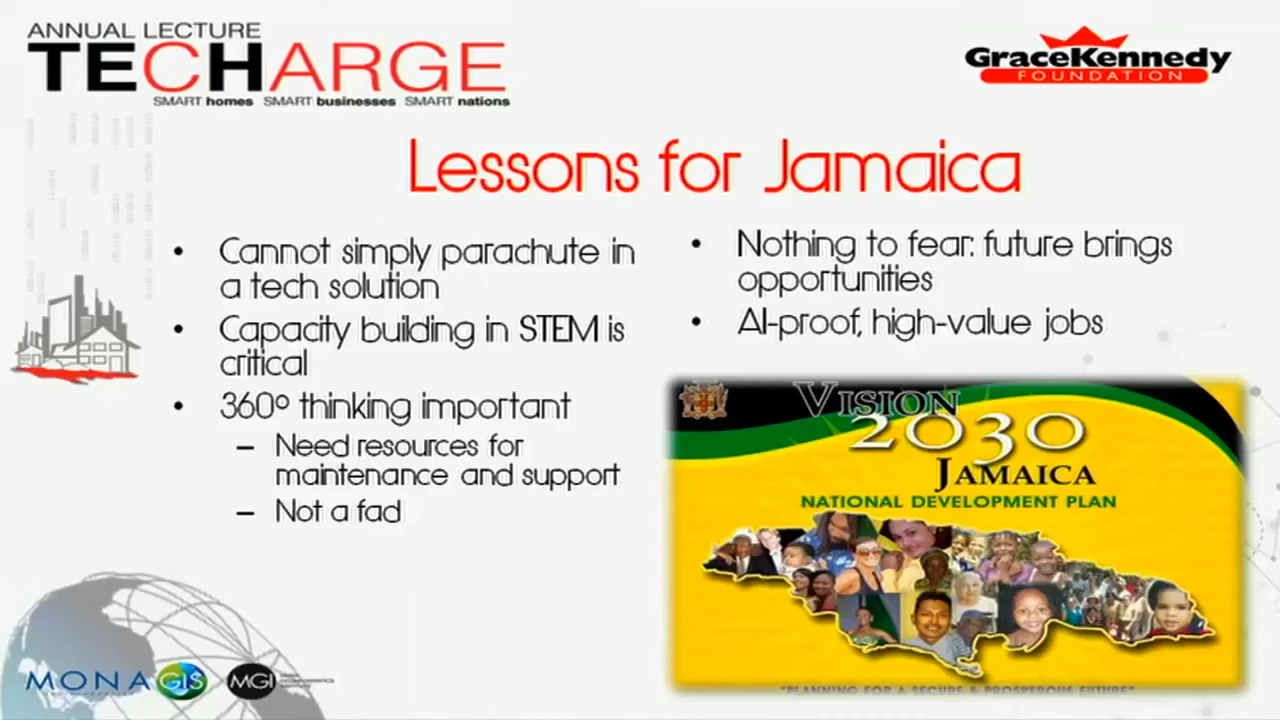 ANNUAL LECTURE
TECHARGE
SMART homes SMART businesses SMART nations
GraceKennedy
FOUNDATION
Lessons for Jamaica
• Cannot simply parachute in
a tech solution
• Capacity building in STEM is
critical
• 360° thinking important
– Need resources for
maintenance and support
– Not a fad
• Nothing to fear: future brings
opportunities
• AI-proof, high-value jobs
VISION
2030
JAMAICA
NATIONAL DEVELOPMENT PLAN
"PLANNING FOR A SECURE & PROSPEROUS FUTURE"
MONA GIS
MGI